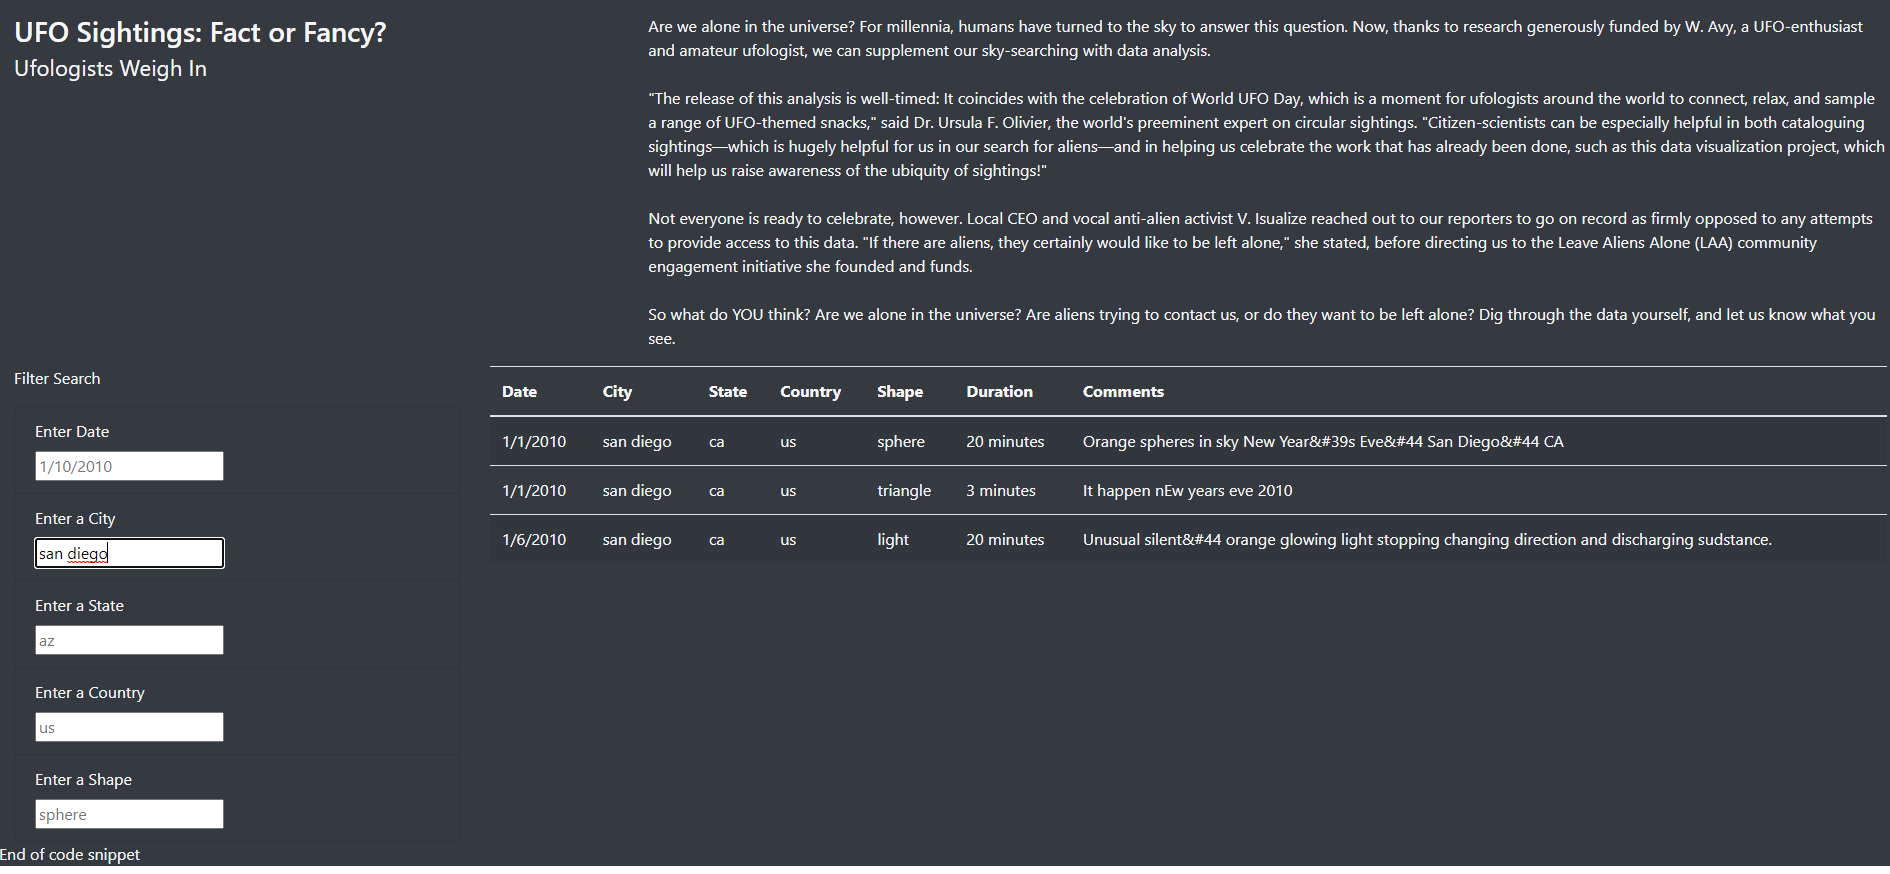 UFO Sightings: Fact or Fancy?
Ufologists Weigh In
Are we alone in the universe? For millennia, humans have turned to the sky to answer this question. Now, thanks to research generously funded by W. Avy, a UFO-enthusiast
and amateur ufologist, we can supplement our sky-searching with data analysis.
"The release of this analysis is well-timed: It coincides with the celebration of World UFO Day, which is a moment for ufologists around the world to connect, relax, and sample
a range of UFO-themed snacks," said Dr. Ursula F. Olivier, the world's preeminent expert on circular sightings. "Citizen-scientists can be especially helpful in both cataloguing
sightings—which is hugely helpful for us in our search for aliens—and in helping us celebrate the work that has already been done, such as this data visualization project, which
will help us raise awareness of the ubiquity of sightings!"
Not everyone is ready to celebrate, however. Local CEO and vocal anti-alien activist V. Isualize reached out to our reporters to go on record as firmly opposed to any attempts
to provide access to this data. "If there are aliens, they certainly would like to be left alone," she stated, before directing us to the Leave Aliens Alone (LAA) community
engagement initiative she founded and funds.
So what do YOU think? Are we alone in the universe? Are aliens trying to contact us, or do they want to be left alone? Dig through the data yourself, and let us know what you
see.
Filter Search
Enter Date
1/10/2010
Enter a City
san diego
Enter a State
az
Enter a Country
us
Enter a Shape
sphere
Date City State Country Shape Duration Comments
1/1/2010 san diego ca us sphere 20 minutes Orange spheres in sky New Year&#39s Eve&#44 San Diego&#44 CA
1/1/2010 san diego ca us triangle 3 minutes It happen nEw years eve 2010
1/6/2010 san diego ca us light 20 minutes Unusual silent&#44 orange glowing light stopping changing direction and discharging sudstance.
End of code snippet